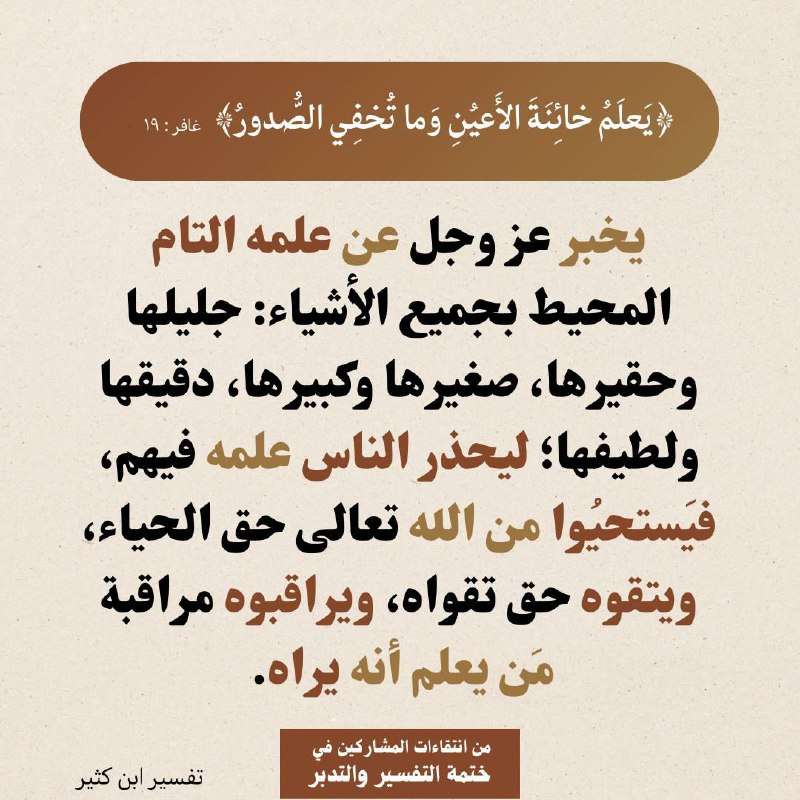 ﴿يَعلَمُ خائِنَةَ الأَعيُنِ وَما تُخفِي الصُّدورُ﴾ غافر: ١٩
يخبر عز وجل عن علمه التام
المحيط بجميع الأشياء: جليلها
وحقيرها، صغيرها وكبيرها، دقيقها
ولطيفها؛ ليحذر الناس علمه فيهم،
فيَستحيُوا من الله تعالى حق الحياء،
ويتقوه حق تقواه، ويراقبوه مراقبة
مَن يعلم أنه يراه.
من انتقاءات المشاركين في
ختمة التفسير والتدبر
تفسير ابن كثير